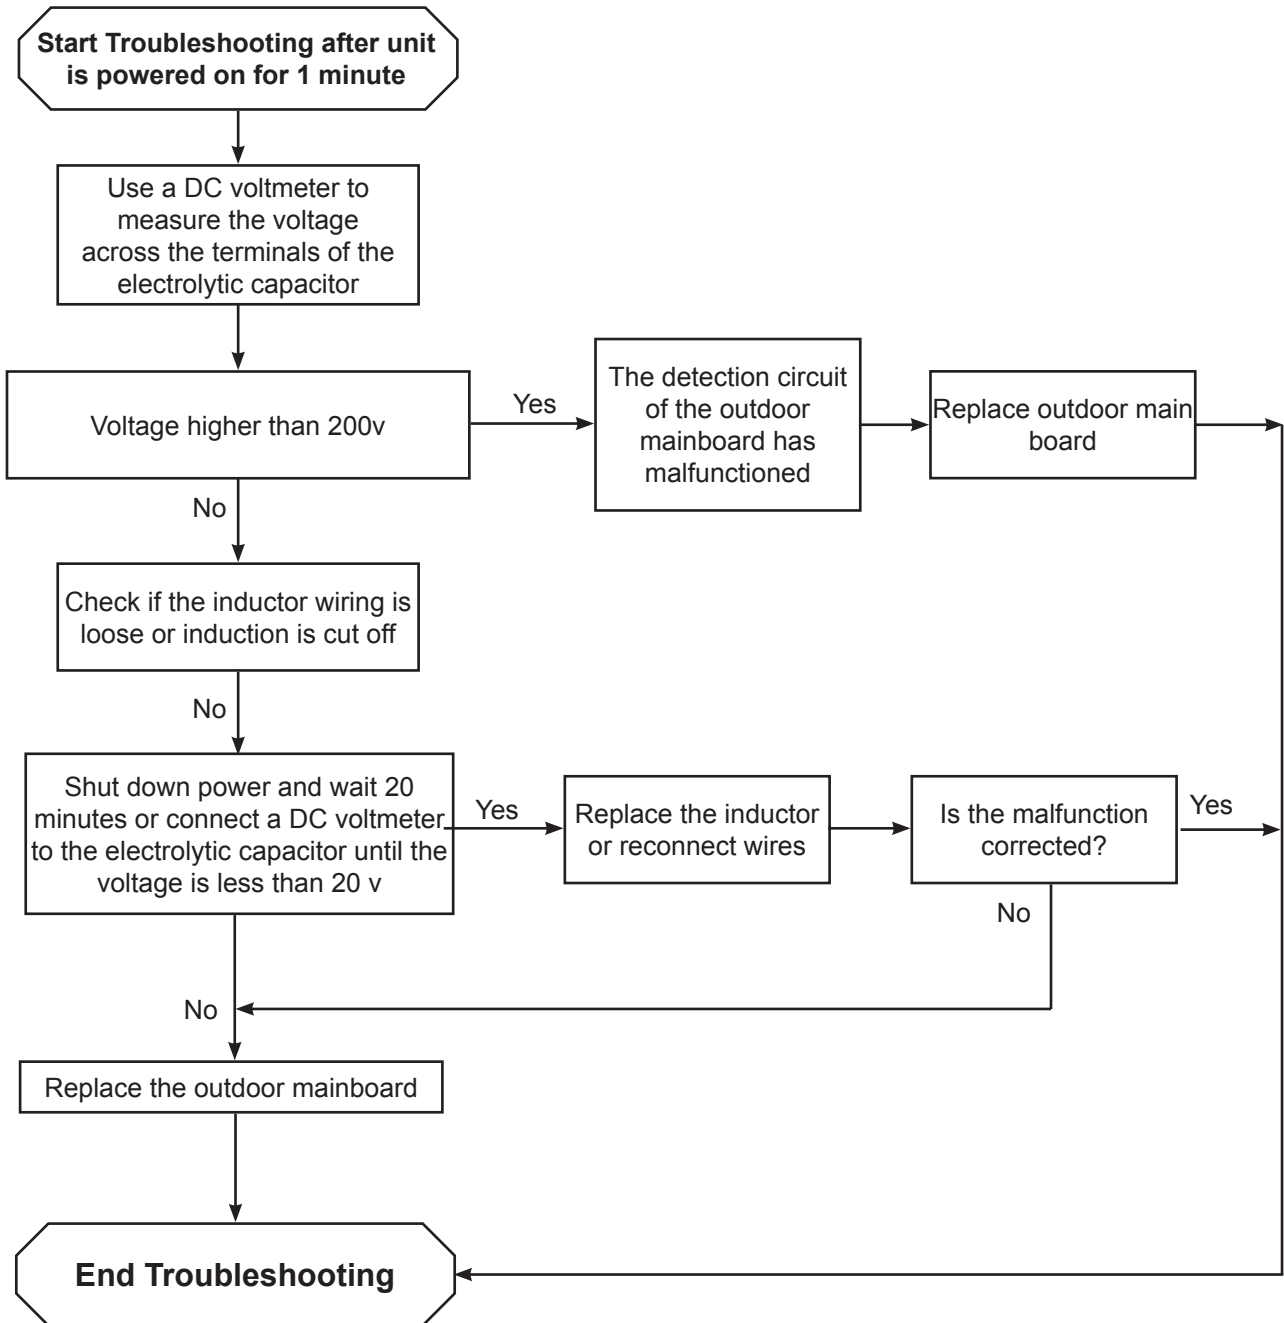 Start Troubleshooting after unit
is powered on for 1 minute
Use a DC voltmeter to
measure the voltage
across the terminals of the
electrolytic capacitor
Voltage higher than 200v
Yes
The detection circuit
of the outdoor
mainboard has
malfunctioned
Replace outdoor main
board
No
Check if the inductor wiring is
loose or induction is cut off
No
Shut down power and wait 20
minutes or connect a DC voltmeter
to the electrolytic capacitor until the
voltage is less than 20 v
Yes
Replace the inductor
or reconnect wires
Is the malfunction
corrected?
Yes
No
No
Replace the outdoor mainboard
End Troubleshooting